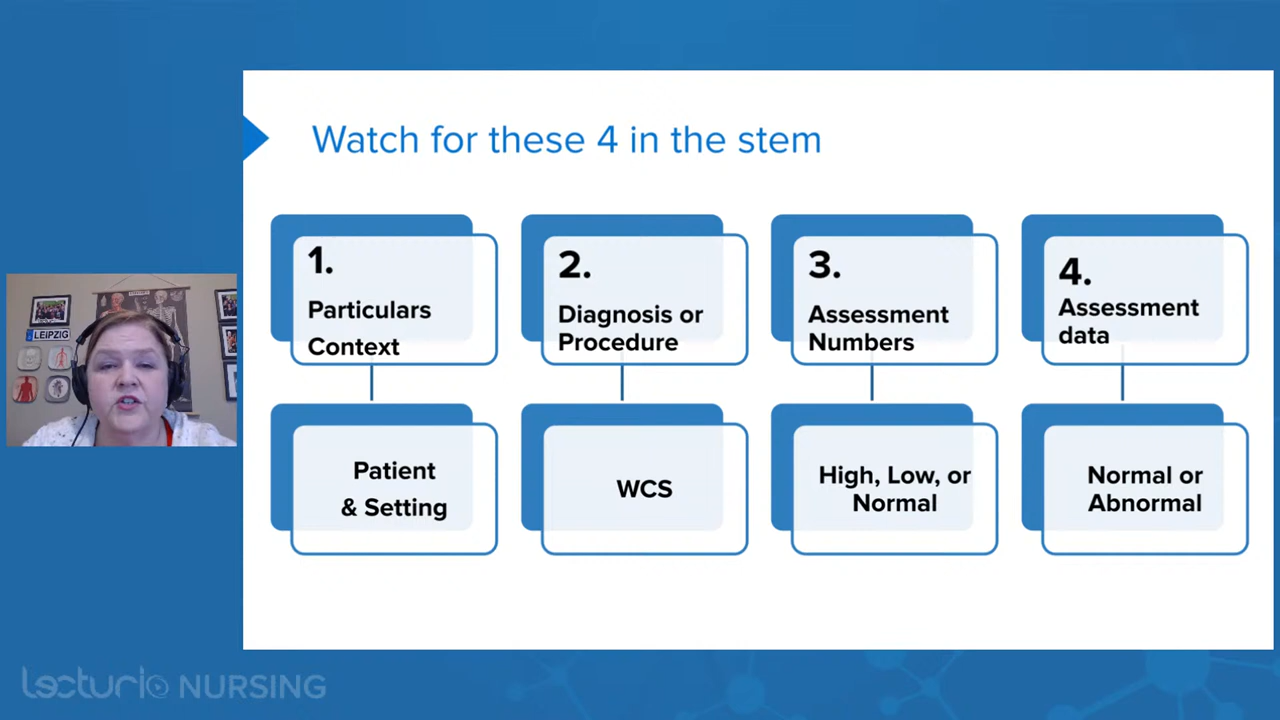 Watch for these 4 in the stem
1.
Particulars
Context
2.
Diagnosis or
Procedure
3.
Assessment
Numbers
4.
Assessment
data
Patient
& Setting
WCS
High, Low, or
Normal
Normal or
Abnormal
LEIPZIG
Lecturio NURSING